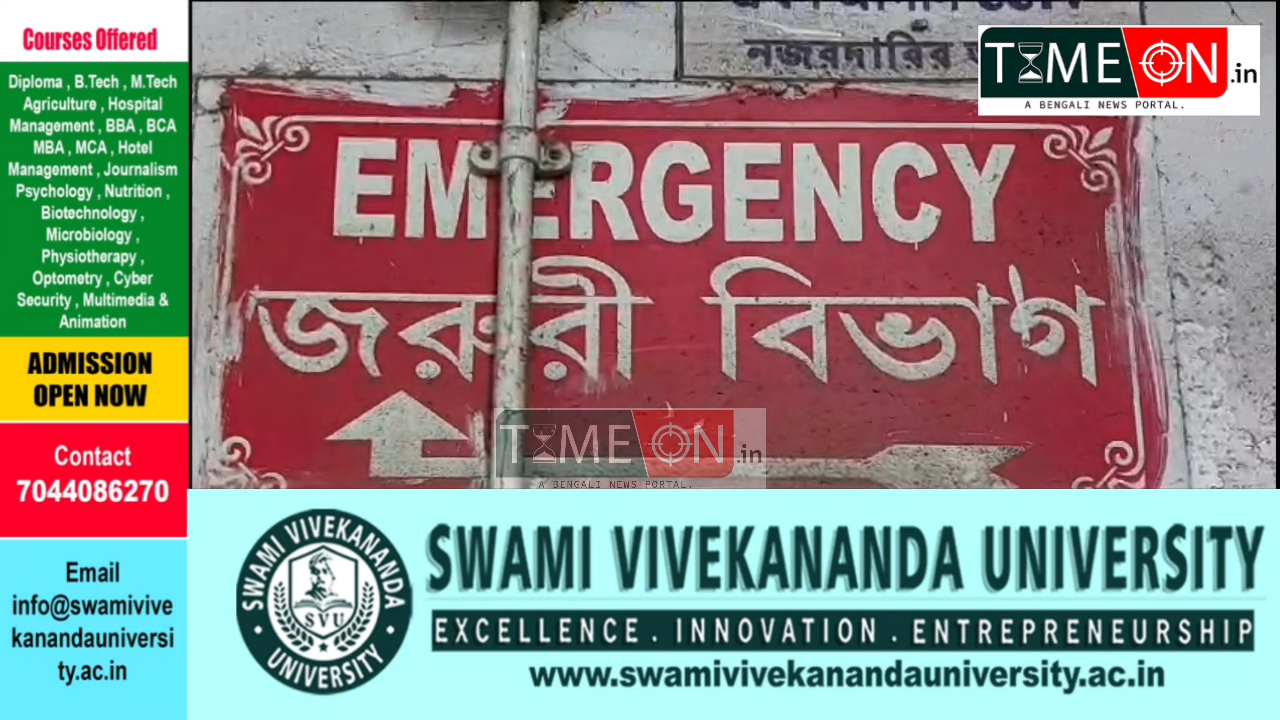 Courses Offered
Diploma , B.Tech , M.Tech
Agriculture , Hospital
Management , BBA , BCA
MBA , MCA , Hotel
Management , Journalism
Psychology , Nutrition ,
Biotechnology ,
Microbiology ,
Physiotherapy ,
Optometry , Cyber
Security , Multimedia &
Animation
ADMISSION
OPEN NOW
Contact
7044086270
Email
info@swamivive
kanandauniversi
ty.ac.in
নজরদারির
TIMEON.in
A BENGALI NEWS PORTAL.
EMERGENCY
জরুরী বিভাগ
TIMEON.in
A BENGALI NEWS PORTAL.
SWAMI VIVEKANANDA UNIVERSITY
SVU
SWAMI VIVEKANANDA UNIVERSITY
EXCELLENCE . INNOVATION . ENTREPRENEURSHIP
www.swamivivekanandauniversity.ac.in